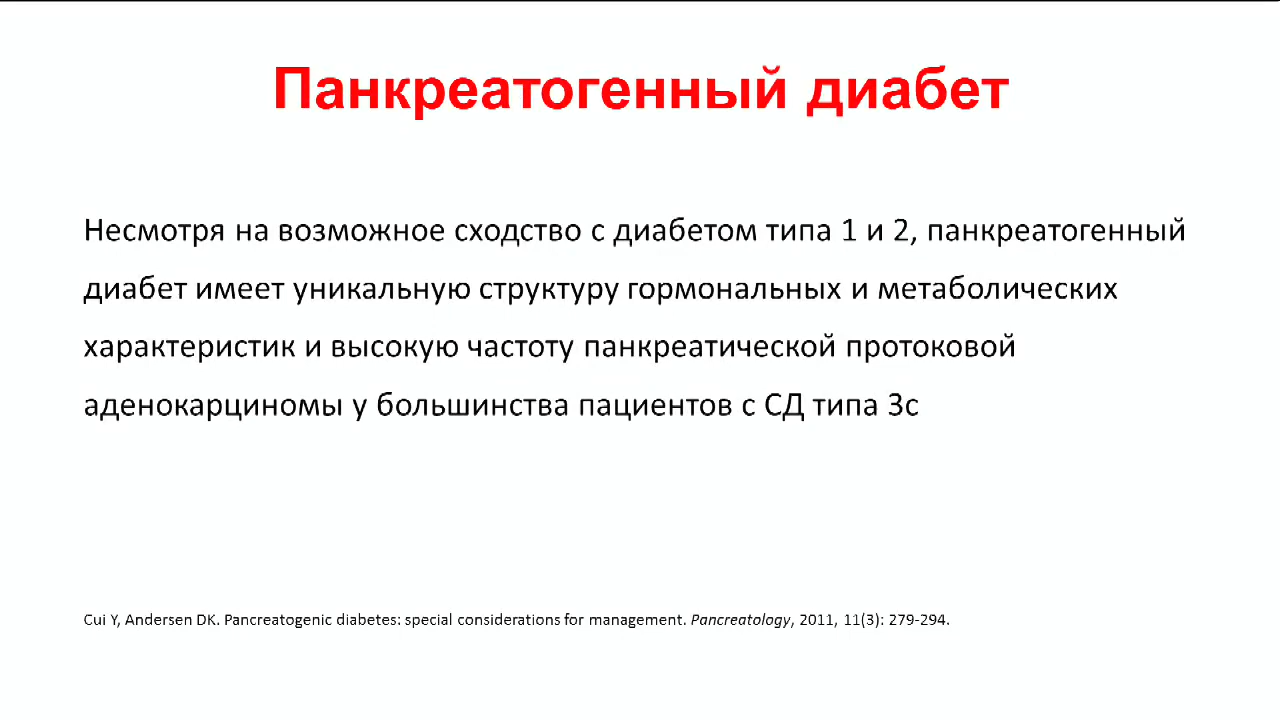 Панкреатогенный диабет
Несмотря на возможное сходство с диабетом типа 1 и 2, панкреатогенный
диабет имеет уникальную структуру гормональных и метаболических
характеристик и высокую частоту панкреатической протоковой
аденокарциномы у большинства пациентов с СД типа 3с
Cui Y, Andersen DK. Pancreatogenic diabetes: special considerations for management. Pancreatology, 2011, 11(3): 279-294.